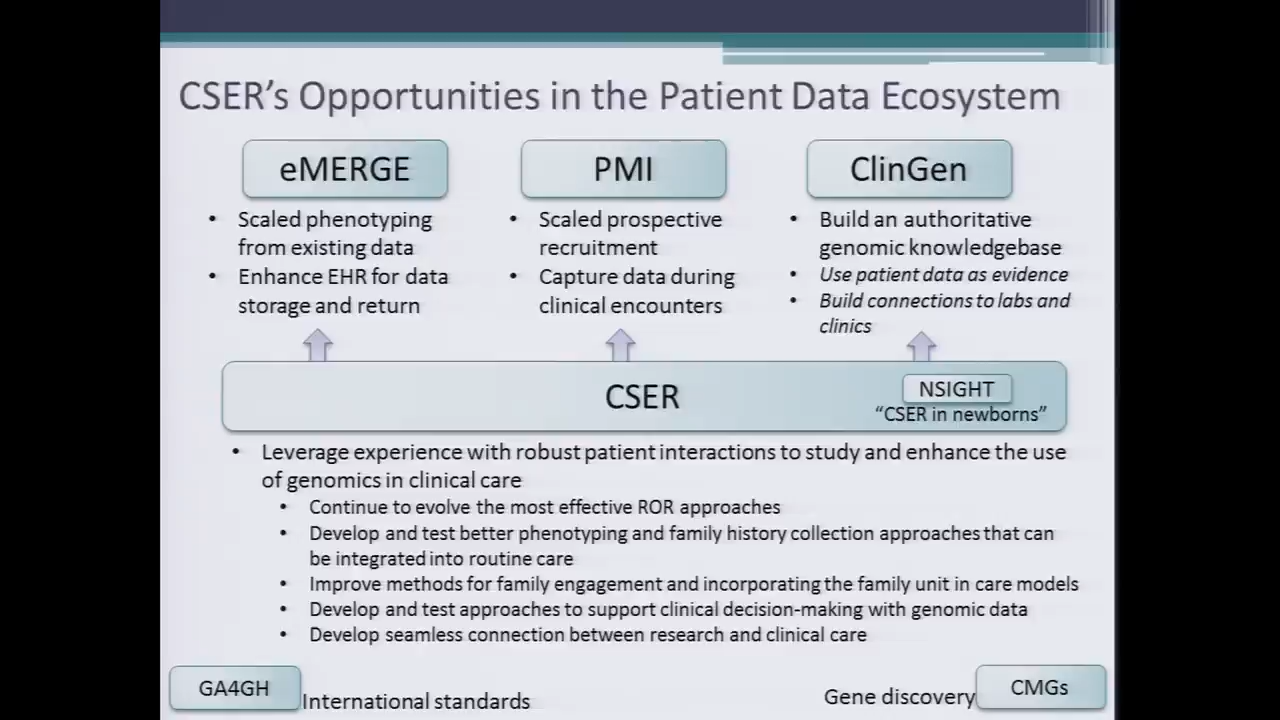 CSER's Opportunities in the Patient Data Ecosystem
eMERGE
• Scaled phenotyping
from existing data
• Enhance EHR for data
storage and return
PMI
• Scaled prospective
recruitment
• Capture data during
clinical encounters
ClinGen
• Build an authoritative
genomic knowledgebase
• Use patient data as evidence
• Build connections to labs and
clinics
CSER
NSIGHT
“CSER in newborns”
• Leverage experience with robust patient interactions to study and enhance the use
of genomics in clinical care
• Continue to evolve the most effective ROR approaches
• Develop and test better phenotyping and family history collection approaches that can
be integrated into routine care
• Improve methods for family engagement and incorporating the family unit in care models
• Develop and test approaches to support clinical decision-making with genomic data
• Develop seamless connection between research and clinical care
GA4GH
International standards
Gene discovery
CMGs